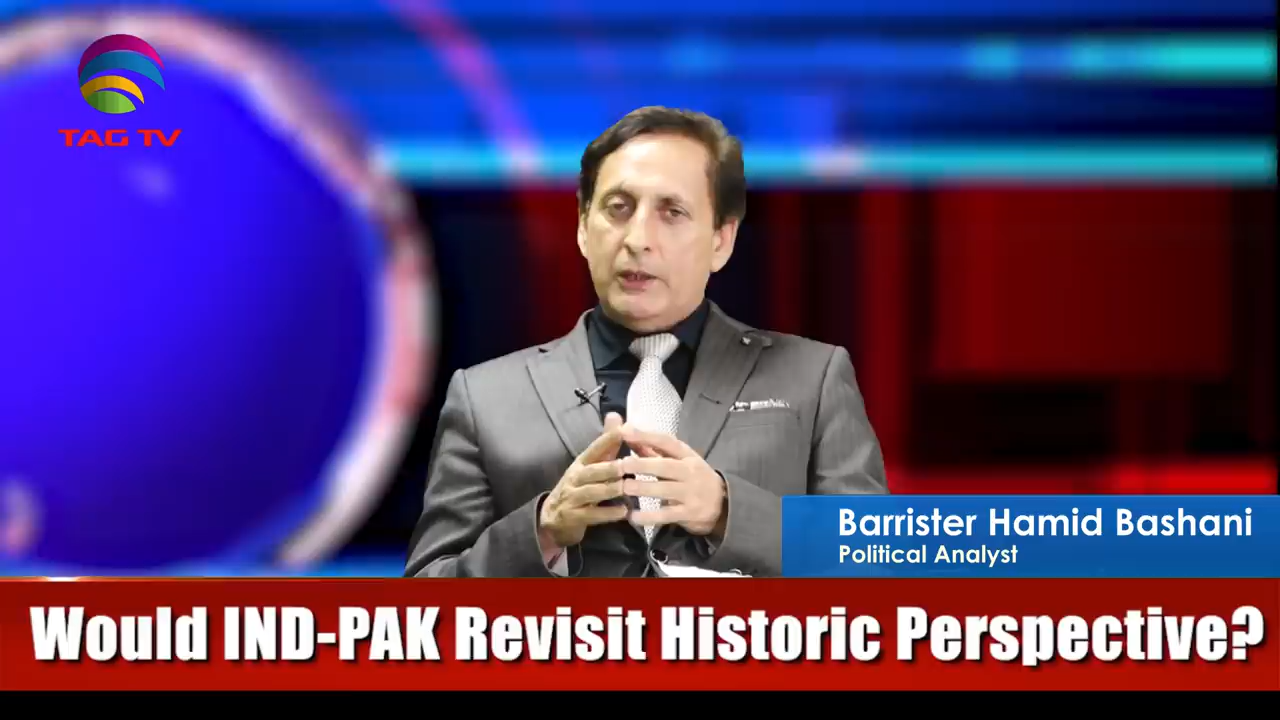 TAG TV
Barrister Hamid Bashani
Political Analyst
Would IND-PAK Revisit Historic Perspective?